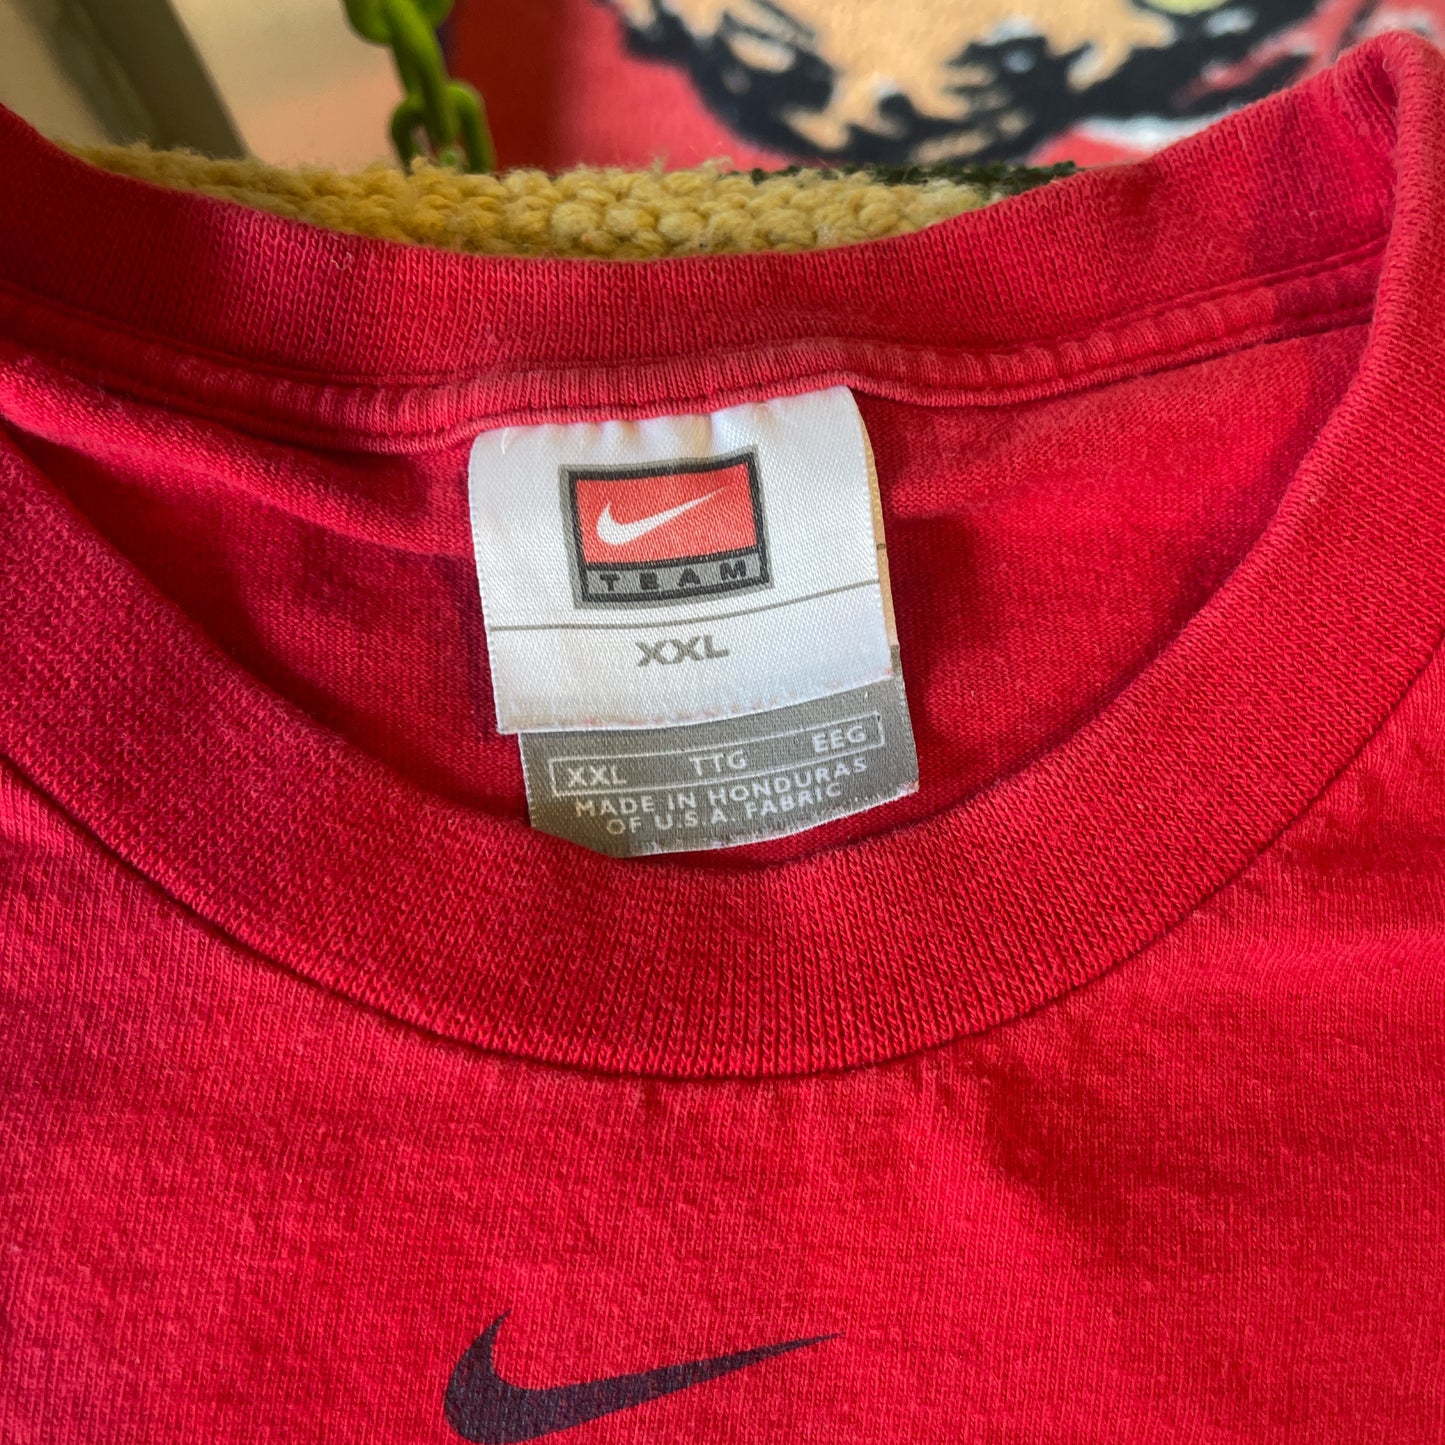 TEAM
XXL
XXL TTG EEG
MADE IN HONDURAS
OF U.S.A. FABRIC